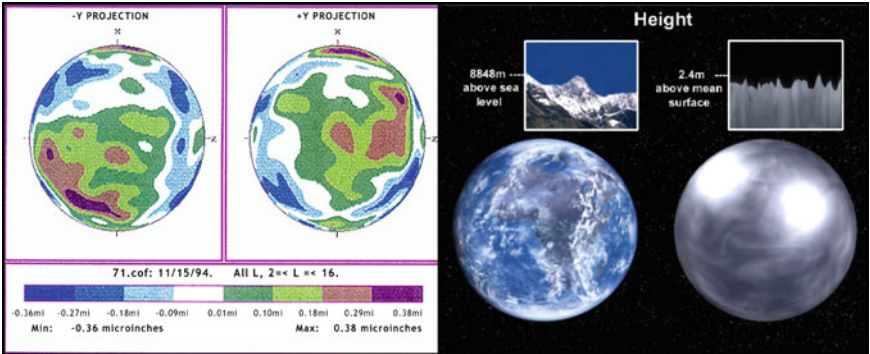 -Y PROJECTION
+Y PROJECTION
X
X
Z
Z
71.cof: 11/15/94. All L, 2=< L =< 16.
-0.36mi -0.27mi -0.18mi -0.09mi 0.01mi 0.10mi 0.18mi 0.29mi 0.38mi
Min: -0.36 microinches Max: 0.38 microinches
Height
8848m
above sea
level
2.4m
above mean
surface